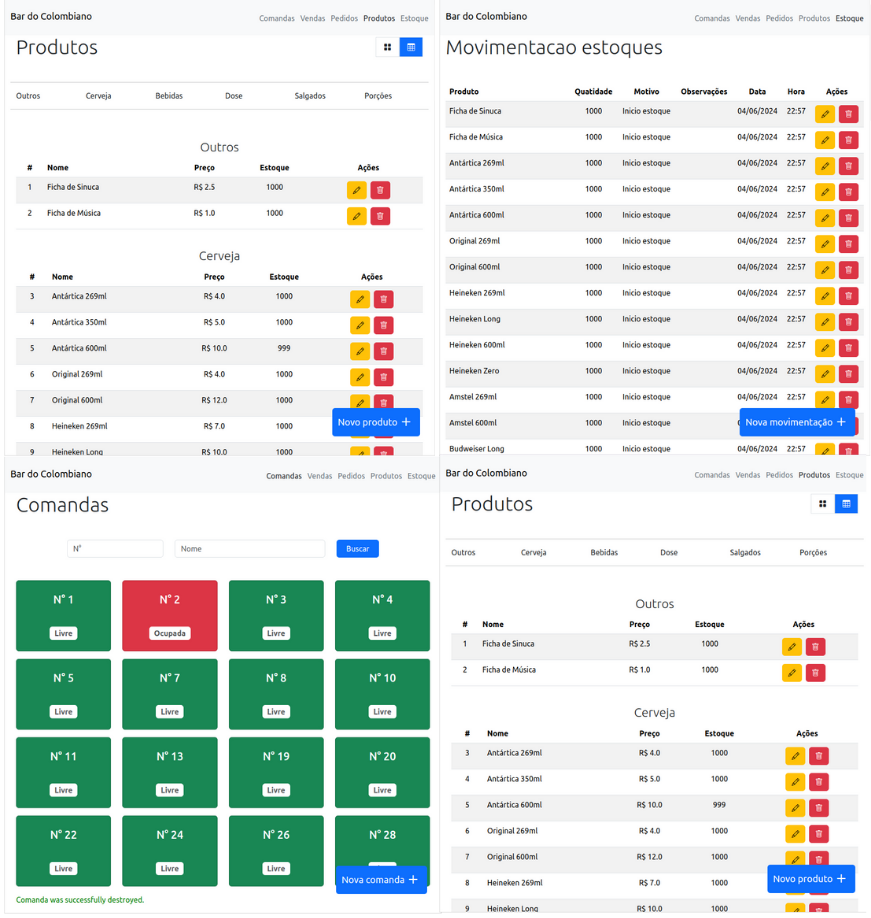 Bar do Colombiano
Comandas Vendas Pedidos Produtos Estoque
Produtos
Outros Cerveja Bebidas Dose Salgados Porções
Outros
# Nome Preço Estoque Ações
1 Ficha de Sinuca R$ 2.5 1000
2 Ficha de Música R$ 1.0 1000
Cerveja
# Nome Preço Estoque Ações
3 Antártica 269ml R$ 4.0 1000
4 Antártica 350ml R$ 5.0 1000
5 Antártica 600ml R$ 10.0 999
6 Original 269ml R$ 4.0 1000
7 Original 600ml R$ 12.0 1000
8 Heineken 269ml R$ 7.0 1000
9 Heineken Long R$ 10.0 1000
Novo produto +
Bar do Colombiano
Comandas Vendas Pedidos Produtos Estoque
Movimentacao estoques
Produto Quatidade Motivo Observações Data Hora Ações
Ficha de Sinuca 1000 Inicio estoque 04/06/2024 22:57
Ficha de Música 1000 Inicio estoque 04/06/2024 22:57
Antártica 269ml 1000 Inicio estoque 04/06/2024 22:57
Antártica 350ml 1000 Inicio estoque 04/06/2024 22:57
Antártica 600ml 1000 Inicio estoque 04/06/2024 22:57
Original 269ml 1000 Inicio estoque 04/06/2024 22:57
Original 600ml 1000 Inicio estoque 04/06/2024 22:57
Heineken 269ml 1000 Inicio estoque 04/06/2024 22:57
Heineken Long 1000 Inicio estoque 04/06/2024 22:57
Heineken 600ml 1000 Inicio estoque 04/06/2024 22:57
Heineken Zero 1000 Inicio estoque 04/06/2024 22:57
Amstel 269ml 1000 Inicio estoque 04/06/2024 22:57
Amstel 600ml 1000 Inicio estoque
Budweiser Long 1000 Inicio estoque 04/06/2024 22:57
Nova movimentação +
Bar do Colombiano
Comandas Vendas Pedidos Produtos Estoque
Comandas
N° Nome Buscar
N° 1 N° 2 N° 3 N° 4
Livre Ocupada Livre Livre
N° 5 N° 7 N° 8 N° 10
Livre Livre Livre Livre
N° 11 N° 13 N° 19 N° 20
Livre Livre Livre Livre
N° 22 N° 24 N° 26 N° 28
Livre Livre Livre
Nova comanda +
Comanda was successfully destroyed.
Bar do Colombiano
Comandas Vendas Pedidos Produtos Estoque
Produtos
Outros Cerveja Bebidas Dose Salgados Porções
Outros
# Nome Preço Estoque Ações
1 Ficha de Sinuca R$ 2.5 1000
2 Ficha de Música R$ 1.0 1000
Cerveja
# Nome Preço Estoque Ações
3 Antártica 269ml R$ 4.0 1000
4 Antártica 350ml R$ 5.0 1000
5 Antártica 600ml R$ 10.0 999
6 Original 269ml R$ 4.0 1000
7 Original 600ml R$ 12.0 1000
8 Heineken 269ml R$ 7.0 1000
9 Heineken Long R$ 10.0 1000
Novo produto +